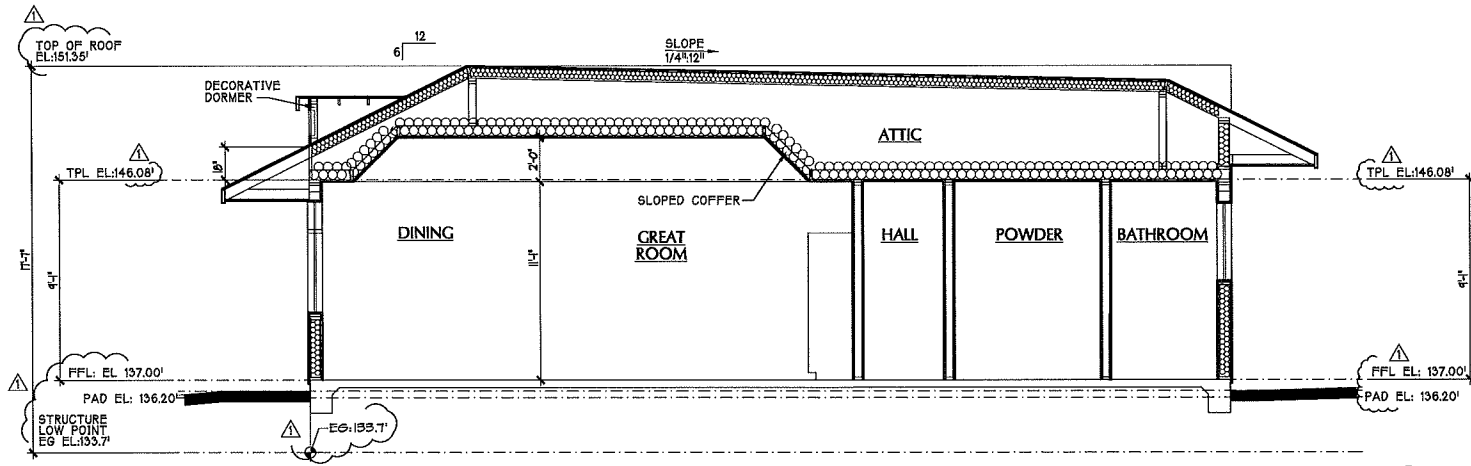 1
TOP OF ROOF
EL:151.35'
12
6
SLOPE
1/4":12"
DECORATIVE
DORMER
ATTIC
1
TPL EL:146.08'
18"
2'-0"
1
TPL EL:146.08'
SLOPED COFFER
DINING
GREAT
ROOM
HALL
POWDER
BATHROOM
17'-7"
9'-1"
11'-1"
9'-1"
1
FFL: EL 137.00'
1
FFL EL: 137.00'
1
PAD EL: 136.20'
PAD EL: 136.20'
STRUCTURE
LOW POINT
EG EL:133.7'
1
EG:133.7'